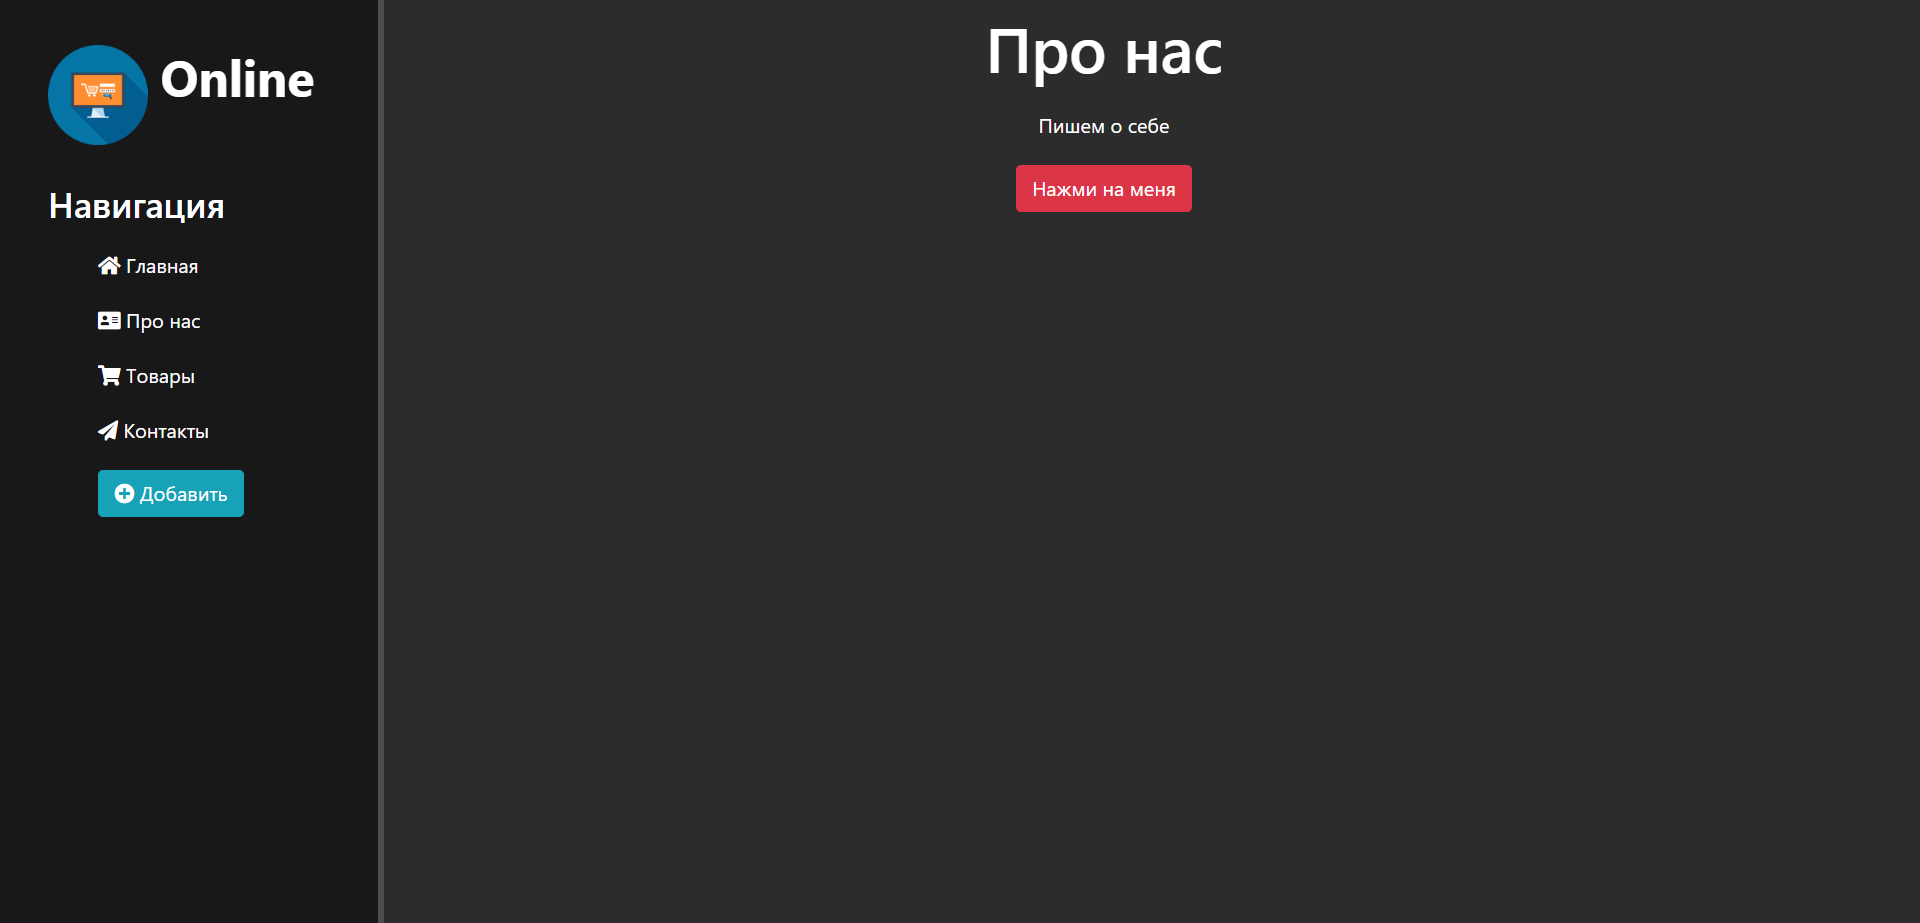 Online
Навигация
Главная
Про нас
Товары
Контакты
Добавить
Про нас
Пишем о себе
Нажми на меня